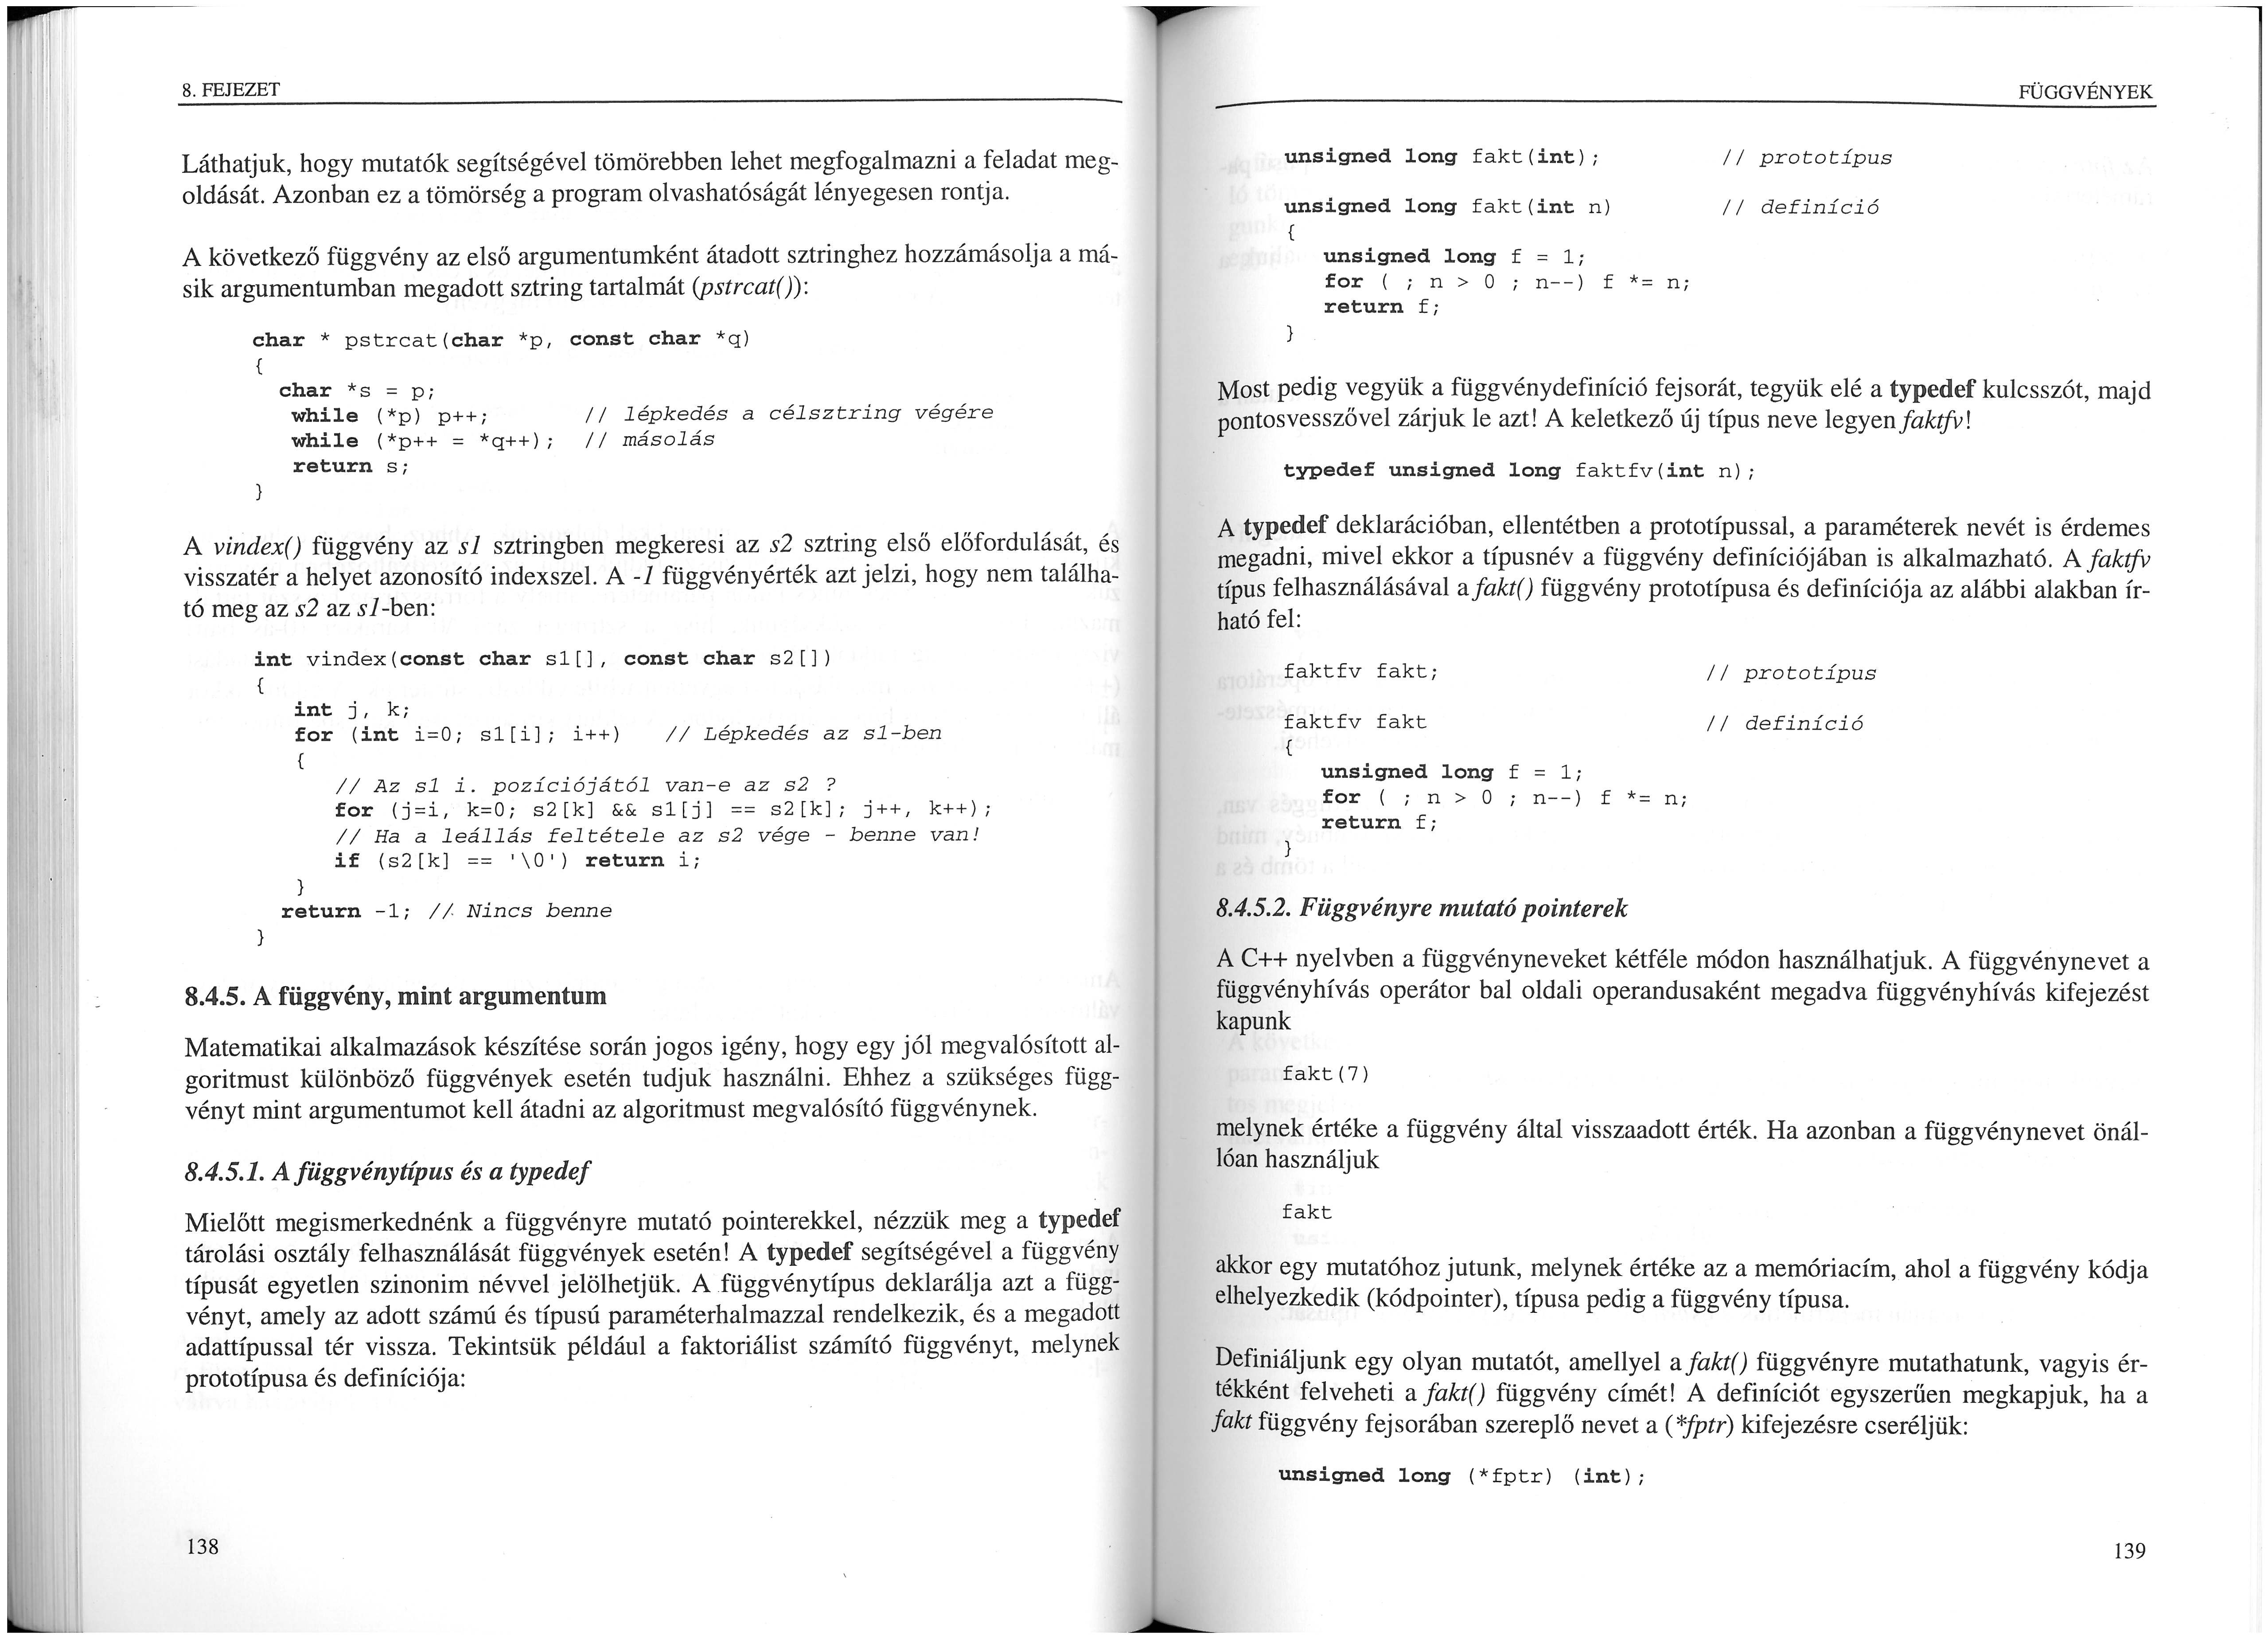 8. FEJEZET
Láthatjuk, hogy mutatók segítségével tömörebben lehet megfogalmazni a feladat meg-
oldását. Azonban ez a tömörség a program olvashatóságát lényegesen rontja.
A következő függvény az első argumentumként átadott sztringhez hozzámásolja a má-
sik argumentumban megadott sztring tartalmát (pstrcat()):
char * pstrcat(char *p, const char *q)
{
char *s = p;
while (*p) p++; // lépkedés a célsztring végére
while (*p++ = *q++); // másolás
return s;
}
A vindex() függvény az s1 sztringben megkeresi az s2 sztring első előfordulását, és
visszatér a helyet azonosító indexszel. A -1 függvényérték azt jelzi, hogy nem találha-
tó meg az s2 az s1-ben:
int vindex(const char s1[], const char s2[])
{
int j, k;
for (int i=0; s1[i]; i++) // Lépkedés az s1-ben
{
// Az s1 i. pozíciójától van-e az s2 ?
for (j=i, k=0; s2[k] && s1[j] == s2[k]; j++, k++);
// Ha a leállás feltétele az s2 vége - benne van!
if (s2[k] == '\0') return i;
}
return -1; // Nincs benne
}
8.4.5. A függvény, mint argumentum
Matematikai alkalmazások készítése során jogos igény, hogy egy jól megvalósított al-
goritmust különböző függvények esetén tudjuk használni. Ehhez a szükséges függ-
vényt mint argumentumot kell átadni az algoritmust megvalósító függvénynek.
8.4.5.1. A függvénytípus és a typedef
Mielőtt megismerkednénk a függvényre mutató pointerekkel, nézzük meg a typedef
tárolási osztály felhasználását függvények esetén! A typedef segítségével a függvény
típusát egyetlen szinonim névvel jelölhetjük. A függvénytípus deklarálja azt a függ-
vényt, amely az adott számú és típusú paraméterhalmazzal rendelkezik, és a megadott
adattípussal tér vissza. Tekintsük például a faktoriálist számító függvényt, melynek
prototípusa és definíciója:
138
FÜGGVÉNYEK
unsigned long fakt(int); // prototípus
unsigned long fakt(int n) // definíció
{
unsigned long f = 1;
for ( ; n > 0 ; n--) f *= n;
return f;
}
Most pedig vegyük a függvénydefiníció fejsorát, tegyük elé a typedef kulcsszót, majd
pontosvesszővel zárjuk le azt! A keletkező új típus neve legyen faktfv!
typedef unsigned long faktfv(int n);
A typedef deklarációban, ellentétben a prototípussal, a paraméterek nevét is érdemes
megadni, mivel ekkor a típusnév a függvény definíciójában is alkalmazható. A faktfv
típus felhasználásával a fakt() függvény prototípusa és definíciója az alábbi alakban ír-
ható fel:
faktfv fakt; // prototípus
faktfv fakt // definíció
{
unsigned long f = 1;
for ( ; n > 0 ; n--) f *= n;
return f;
}
8.4.5.2. Függvényre mutató pointerek
A C++ nyelvben a függvényneveket kétféle módon használhatjuk. A függvénynevet a
függvényhívás operátor bal oldali operandusaként megadva függvényhívás kifejezést
kapunk
fakt(7)
melynek értéke a függvény által visszaadott érték. Ha azonban a függvénynevet önál-
lóan használjuk
fakt
akkor egy mutatóhoz jutunk, melynek értéke az a memóriacím, ahol a függvény kódja
elhelyezkedik (kódpointer), típusa pedig a függvény típusa.
Definiáljunk egy olyan mutatót, amellyel a fakt() függvényre mutathatunk, vagyis ér-
tékként felveheti a fakt() függvény címét! A definíciót egyszerűen megkapjuk, ha a
fakt függvény fejsorában szereplő nevet a (*fptr) kifejezésre cseréljük:
unsigned long (*fptr) (int);
139